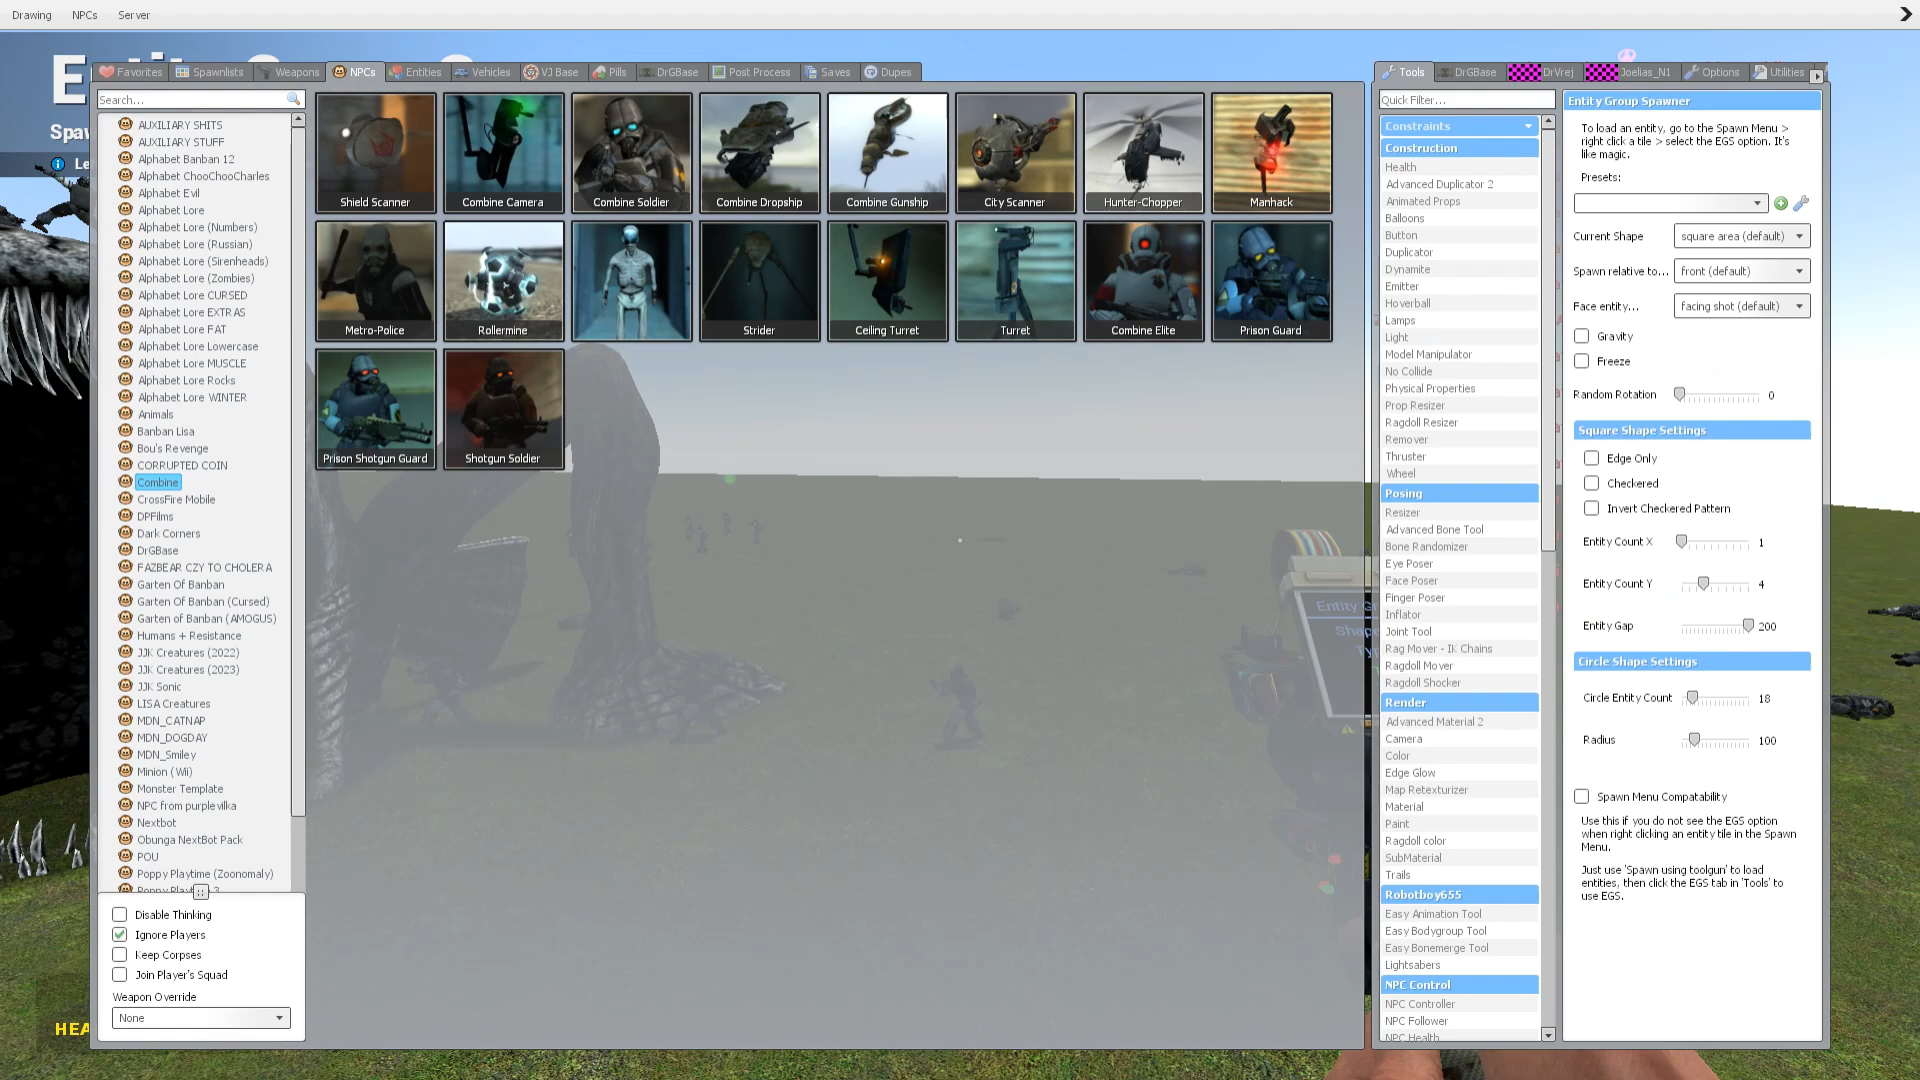 Drawing NPCs Server
Favorites Spawnlists Weapons NPCs Entities Vehicles VJ Base Pills DrGBase Post Process Saves Dupes
Search...
AUXILIARY SHITS
AUXILIARY STUFF
Alphabet Banban 12
Alphabet ChooChooCharles
Alphabet Evil
Alphabet Lore
Alphabet Lore (Numbers)
Alphabet Lore (Russian)
Alphabet Lore (Sirenheads)
Alphabet Lore (Zombies)
Alphabet Lore CURSED
Alphabet Lore EXTRAS
Alphabet Lore FAT
Alphabet Lore Lowercase
Alphabet Lore MUSCLE
Alphabet Lore Rocks
Alphabet Lore WINTER
Animals
Banban Lisa
Bou's Revenge
CORRUPTED COIN
Combine
CrossFire Mobile
DPFilms
Dark Corners
DrGBase
FAZBEAR CZY TO CHOLERA
Garten Of Banban
Garten Of Banban (Cursed)
Garten of Banban (AMOGUS)
Humans + Resistance
JJK Creatures (2022)
JJK Creatures (2023)
JJK Sonic
LISA Creatures
MDN_CATNAP
MDN_DOGDAY
MDN_Smiley
Minion (Wii)
Monster Template
NPC from purplevilka
Nextbot
Obunga NextBot Pack
POU
Poppy Playtime (Zoonomaly)
Disable Thinking
Ignore Players
Keep Corpses
Join Player's Squad
Weapon Override
None
Shield Scanner Combine Camera Combine Soldier Combine Dropship Combine Gunship City Scanner Hunter-Chopper Manhack
Metro-Police Rollermine Strider Ceiling Turret Turret Combine Elite Prison Guard
Prison Shotgun Guard Shotgun Soldier
Tools DrGBase DrVrej Joelias_N1 Options Utilities
Quick Filter...
Constraints
Construction
Health
Advanced Duplicator 2
Animated Props
Balloons
Button
Duplicator
Dynamite
Emitter
Hoverball
Lamps
Light
Model Manipulator
No Collide
Physical Properties
Prop Resizer
Ragdoll Resizer
Remover
Thruster
Wheel
Posing
Resizer
Advanced Bone Tool
Bone Randomizer
Eye Poser
Face Poser
Finger Poser
Inflator
Joint Tool
Rag Mover - IK Chains
Ragdoll Mover
Ragdoll Shocker
Render
Advanced Material 2
Camera
Color
Edge Glow
Map Retexturizer
Material
Paint
Ragdoll color
SubMaterial
Trails
Robotboy655
Easy Animation Tool
Easy Bodygroup Tool
Easy Bonemerge Tool
Lightsabers
NPC Control
NPC Controller
NPC Follower
NPC Health
Entity Group Spawner
To load an entity, go to the Spawn Menu >
right click a tile > select the EGS option. It's
like magic.
Presets:
Current Shape square area (default)
Spawn relative to... front (default)
Face entity... facing shot (default)
Gravity
Freeze
Random Rotation 0
Square Shape Settings
Edge Only
Checkered
Invert Checkered Pattern
Entity Count X 1
Entity Count Y 4
Entity Gap 200
Circle Shape Settings
Circle Entity Count 18
Radius 100
Spawn Menu Compatability
Use this if you do not see the EGS option
when right clicking an entity tile in the Spawn
Menu.
Just use 'Spawn using toolgun' to load
entities, then click the EGS tab in 'Tools' to
use EGS.